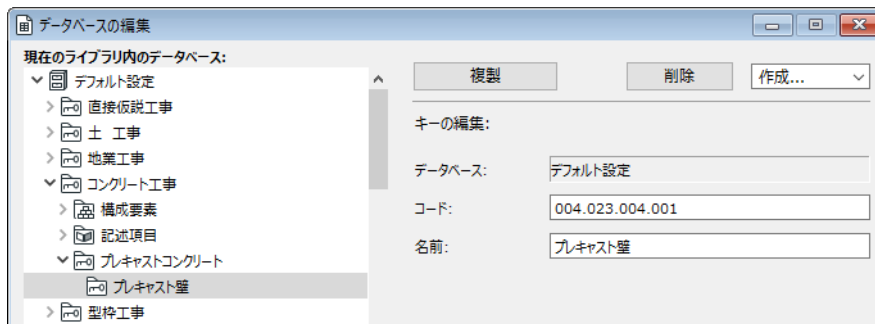 データベースの編集
現在のライブラリ内のデータベース:
デフォルト設定
直接仮説工事
土 工事
地業工事
コンクリート工事
構成要素
記述項目
プレキャストコンクリート
プレキャスト壁
型枠工事
複製
削除
作成...
キーの編集:
データベース: デフォルト設定
コード: 004.023.004.001
名前: プレキャスト壁